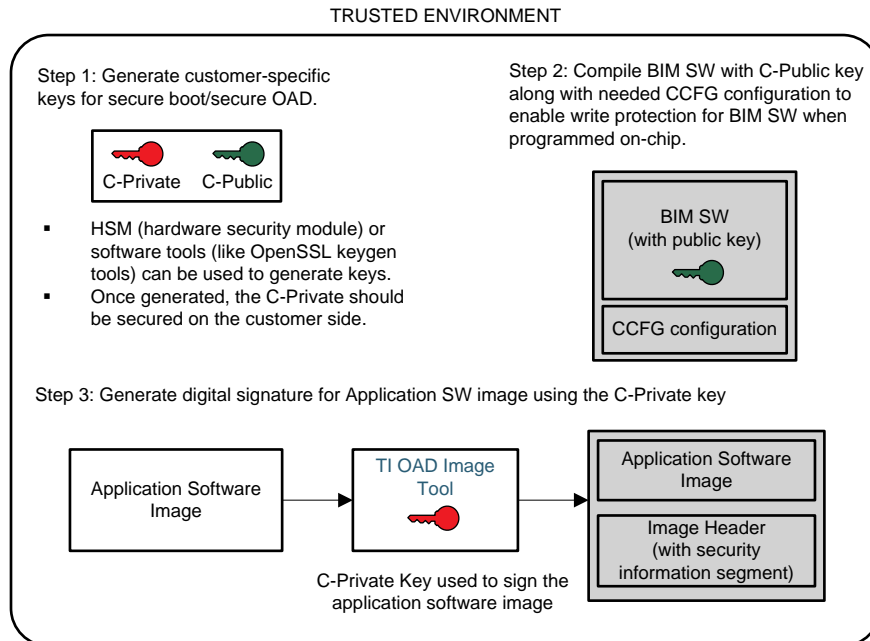 TRUSTED ENVIRONMENT
Step 1: Generate customer-specific
keys for secure boot/secure OAD.
C-Private
C-Public
▪ HSM (hardware security module) or
software tools (like OpenSSL keygen
tools) can be used to generate keys.
▪ Once generated, the C-Private should
be secured on the customer side.
Step 2: Compile BIM SW with C-Public key
along with needed CCFG configuration to
enable write protection for BIM SW when
programmed on-chip.
BIM SW
(with public key)
CCFG configuration
Step 3: Generate digital signature for Application SW image using the C-Private key
Application Software
Image
TI OAD Image
Tool
C-Private Key used to sign the
application software image
Application Software
Image
Image Header
(with security
information segment)